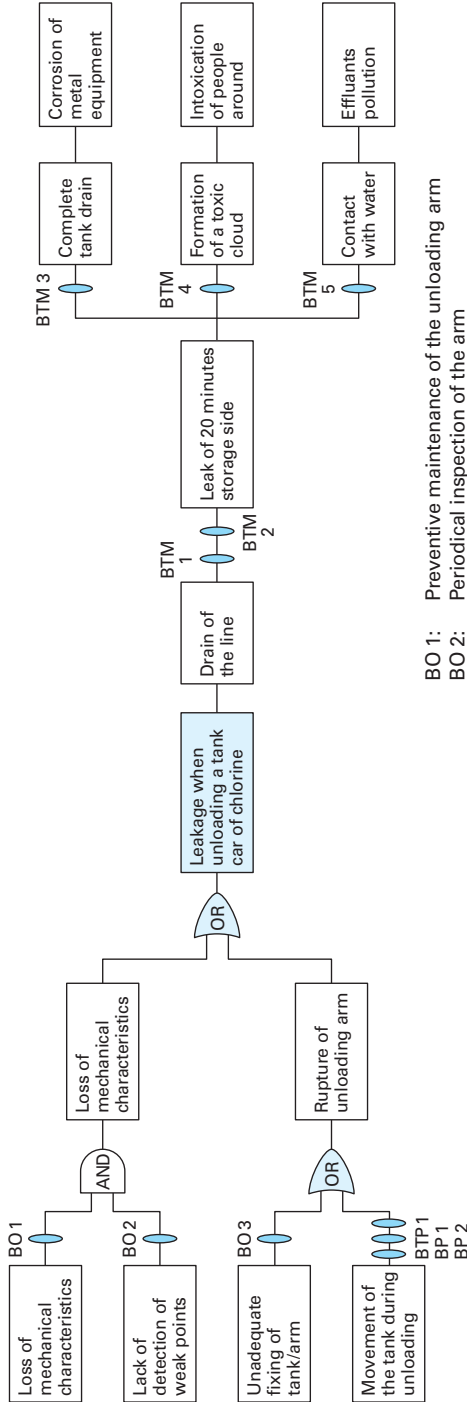 Loss of
mechanical
characteristics
BO 1
Lack of
detection of
weak points
BO 2
AND
Loss of
mechanical
characteristics
Unadequate
fixing of
tank/arm
BO 3
Movement of
the tank during
unloading
BTP 1
BP 1
BP 2
OR
Rupture of
unloading arm
OR
Leakage when
unloading a tank
car of chlorine
Drain of
the line
BTM
1
BTM
2
Leak of 20 minutes
storage side
BTM 3
Complete
tank drain
Corrosion of
metal
equipment
BTM
4
Formation
of a toxic
cloud
Intoxication
of people
around
BTM
5
Contact
with water
Effluants
pollution
BO 1: Preventive maintenance of the unloading arm
BO 2: Periodical inspection of the arm